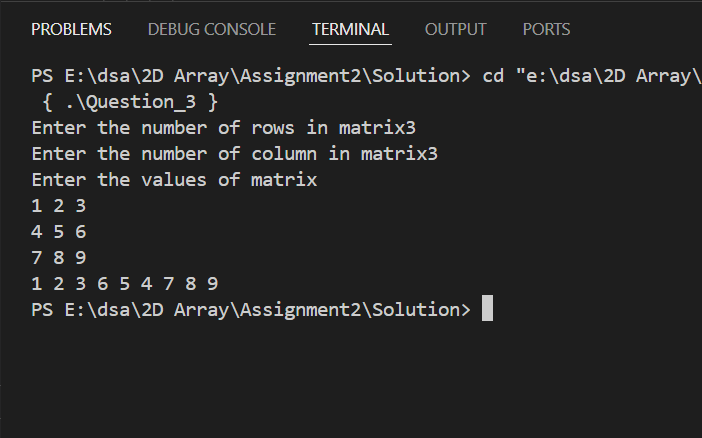 PROBLEMS DEBUG CONSOLE TERMINAL OUTPUT PORTS
PS E:\dsa\2D Array\Assignment2\Solution> cd "e:\dsa\2D Array\
{ .\Question_3 }
Enter the number of rows in matrix3
Enter the number of column in matrix3
Enter the values of matrix
1 2 3
4 5 6
7 8 9
1 2 3 6 5 4 7 8 9
PS E:\dsa\2D Array\Assignment2\Solution>